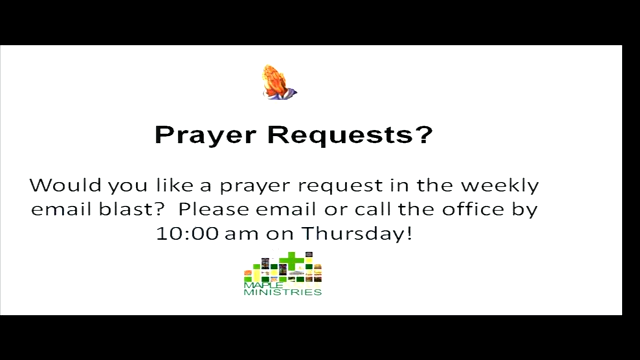 Prayer Requests?
Would you like a prayer request in the weekly
email blast?  Please email or call the office by
10:00 am on Thursday!
MAPLE
MINISTRIES